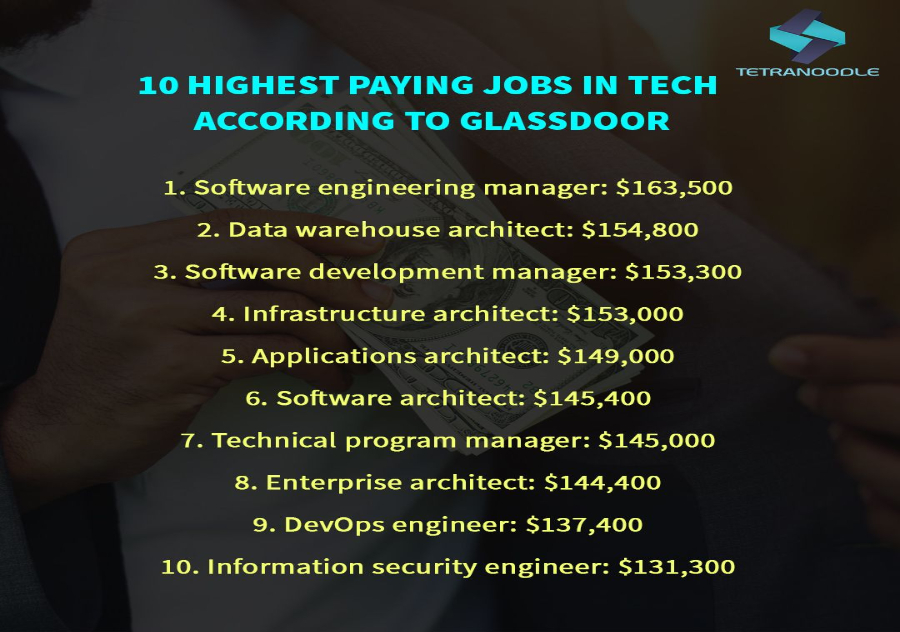 TETRANOODLE
10 HIGHEST PAYING JOBS IN TECH
ACCORDING TO GLASSDOOR
1. Software engineering manager: $163,500
2. Data warehouse architect: $154,800
3. Software development manager: $153,300
4. Infrastructure architect: $153,000
5. Applications architect: $149,000
6. Software architect: $145,400
7. Technical program manager: $145,000
8. Enterprise architect: $144,400
9. DevOps engineer: $137,400
10. Information security engineer: $131,300